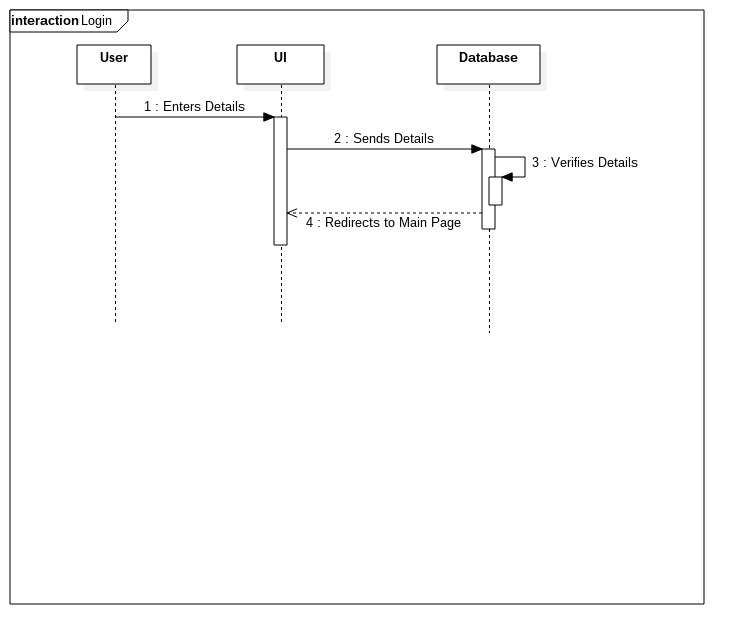 interaction Login
User
UI
Database
1 : Enters Details
2 : Sends Details
3 : Verifies Details
4 : Redirects to Main Page